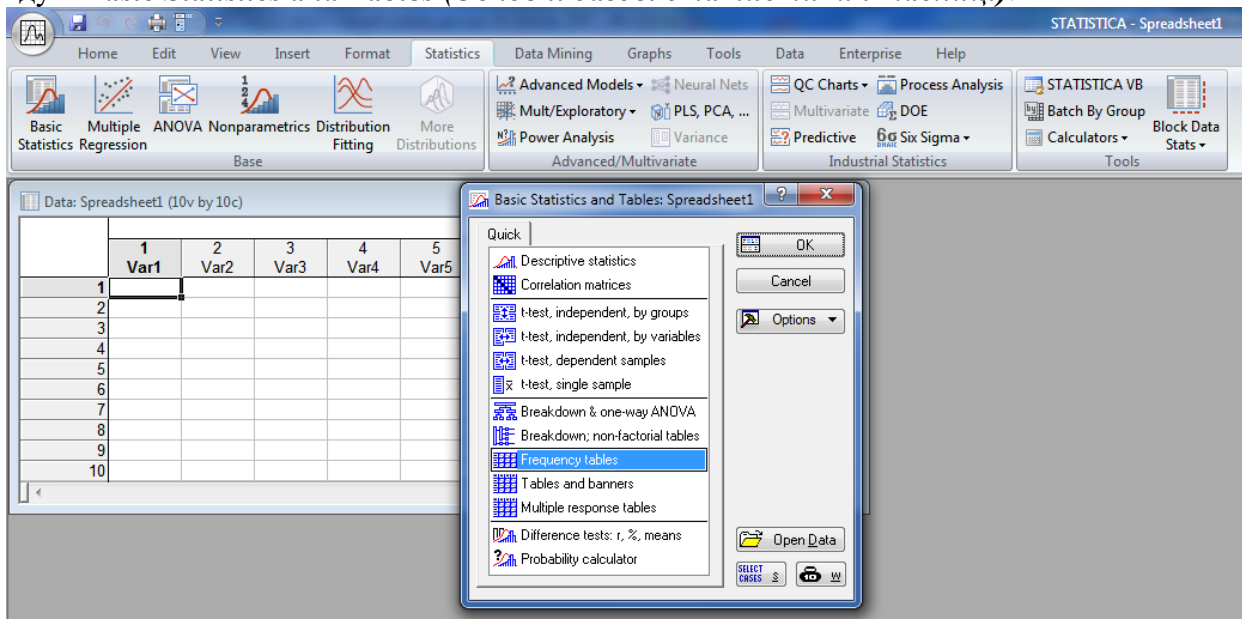 Basic Statistics and Tables (
STATISTICA - Spreadsheet1
Home Edit View Insert Format Statistics Data Mining Graphs Tools Data Enterprise Help
Basic Statistics
Multiple Regression
ANOVA
Nonparametrics
Distribution Fitting
More Distributions
Base
Advanced Models
Neural Nets
Mult/Exploratory
PLS, PCA, ...
Power Analysis
Variance
Advanced/Multivariate
QC Charts
Process Analysis
Multivariate
DOE
Predictive
Six Sigma
Industrial Statistics
STATISTICA VB
Batch By Group
Calculators
Block Data Stats
Tools
Data: Spreadsheet1 (10v by 10c)
1 2 3 4 5
Var1 Var2 Var3 Var4 Var5
1
2
3
4
5
6
7
8
9
10
Basic Statistics and Tables: Spreadsheet1
Quick
Descriptive statistics
Correlation matrices
t-test, independent, by groups
t-test, independent, by variables
t-test, dependent samples
t-test, single sample
Breakdown & one-way ANOVA
Breakdown; non-factorial tables
Frequency tables
Tables and banners
Multiple response tables
Difference tests: r, %, means
Probability calculator
OK
Cancel
Options
Open Data
SELECT CASES S
W